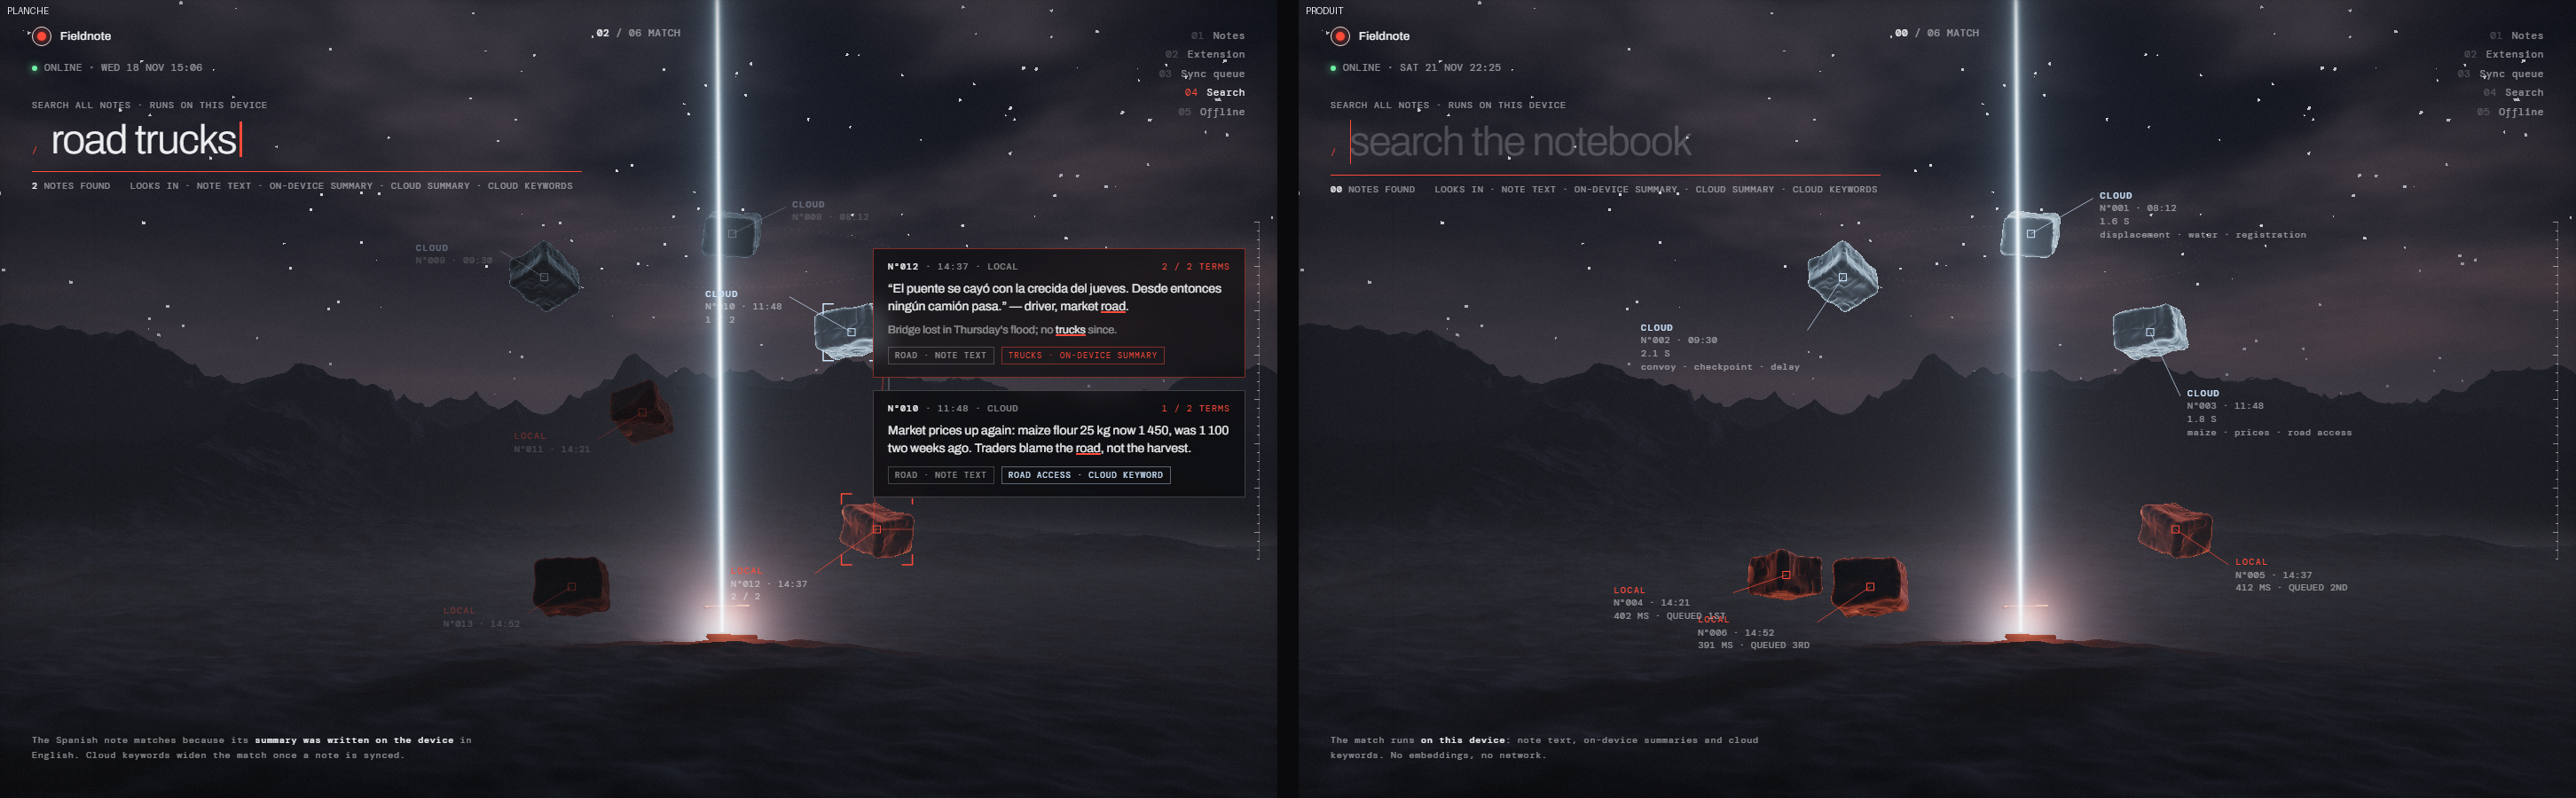 PLANCHE
Fieldnote
ONLINE · WED 18 NOV 15:06
02 / 06 MATCH
01 Notes
02 Extension
03 Sync queue
04 Search
05 Offline
SEARCH ALL NOTES · RUNS ON THIS DEVICE
/ road trucks
2 NOTES FOUND LOOKS IN · NOTE TEXT · ON-DEVICE SUMMARY · CLOUD SUMMARY · CLOUD KEYWORDS
CLOUD
N°008 · 08:12
CLOUD
N°009 · 09:30
CLOUD
N°010 · 11:48
1 / 2
N°012 · 14:37 · LOCAL 2 / 2 TERMS
“El puente se cayó con la crecida del jueves. Desde entonces
ningún camión pasa.” — driver, market road.
Bridge lost in Thursday's flood; no trucks since.
ROAD · NOTE TEXT TRUCKS · ON-DEVICE SUMMARY
N°010 · 11:48 · CLOUD 1 / 2 TERMS
Market prices up again: maize flour 25 kg now 1 450, was 1 100
two weeks ago. Traders blame the road, not the harvest.
ROAD · NOTE TEXT ROAD ACCESS · CLOUD KEYWORD
LOCAL
N°011 · 14:21
LOCAL
N°012 · 14:37
2 / 2
LOCAL
N°013 · 14:52
The Spanish note matches because its summary was written on the device in
English. Cloud keywords widen the match once a note is synced.
PRODUIT
Fieldnote
ONLINE · SAT 21 NOV 22:25
00 / 06 MATCH
01 Notes
02 Extension
03 Sync queue
04 Search
05 Offline
SEARCH ALL NOTES · RUNS ON THIS DEVICE
/ search the notebook
00 NOTES FOUND LOOKS IN · NOTE TEXT · ON-DEVICE SUMMARY · CLOUD SUMMARY · CLOUD KEYWORDS
CLOUD
N°001 · 08:12
1.6 S
displacement · water · registration
CLOUD
N°002 · 09:30
2.1 S
convoy · checkpoint · delay
CLOUD
N°003 · 11:48
1.8 S
maize · prices · road access
LOCAL
N°004 · 14:21
402 MS · QUEUED 1ST
LOCAL
N°005 · 14:37
412 MS · QUEUED 2ND
LOCAL
N°006 · 14:52
391 MS · QUEUED 3RD
The match runs on this device: note text, on-device summaries and cloud
keywords. No embeddings, no network.